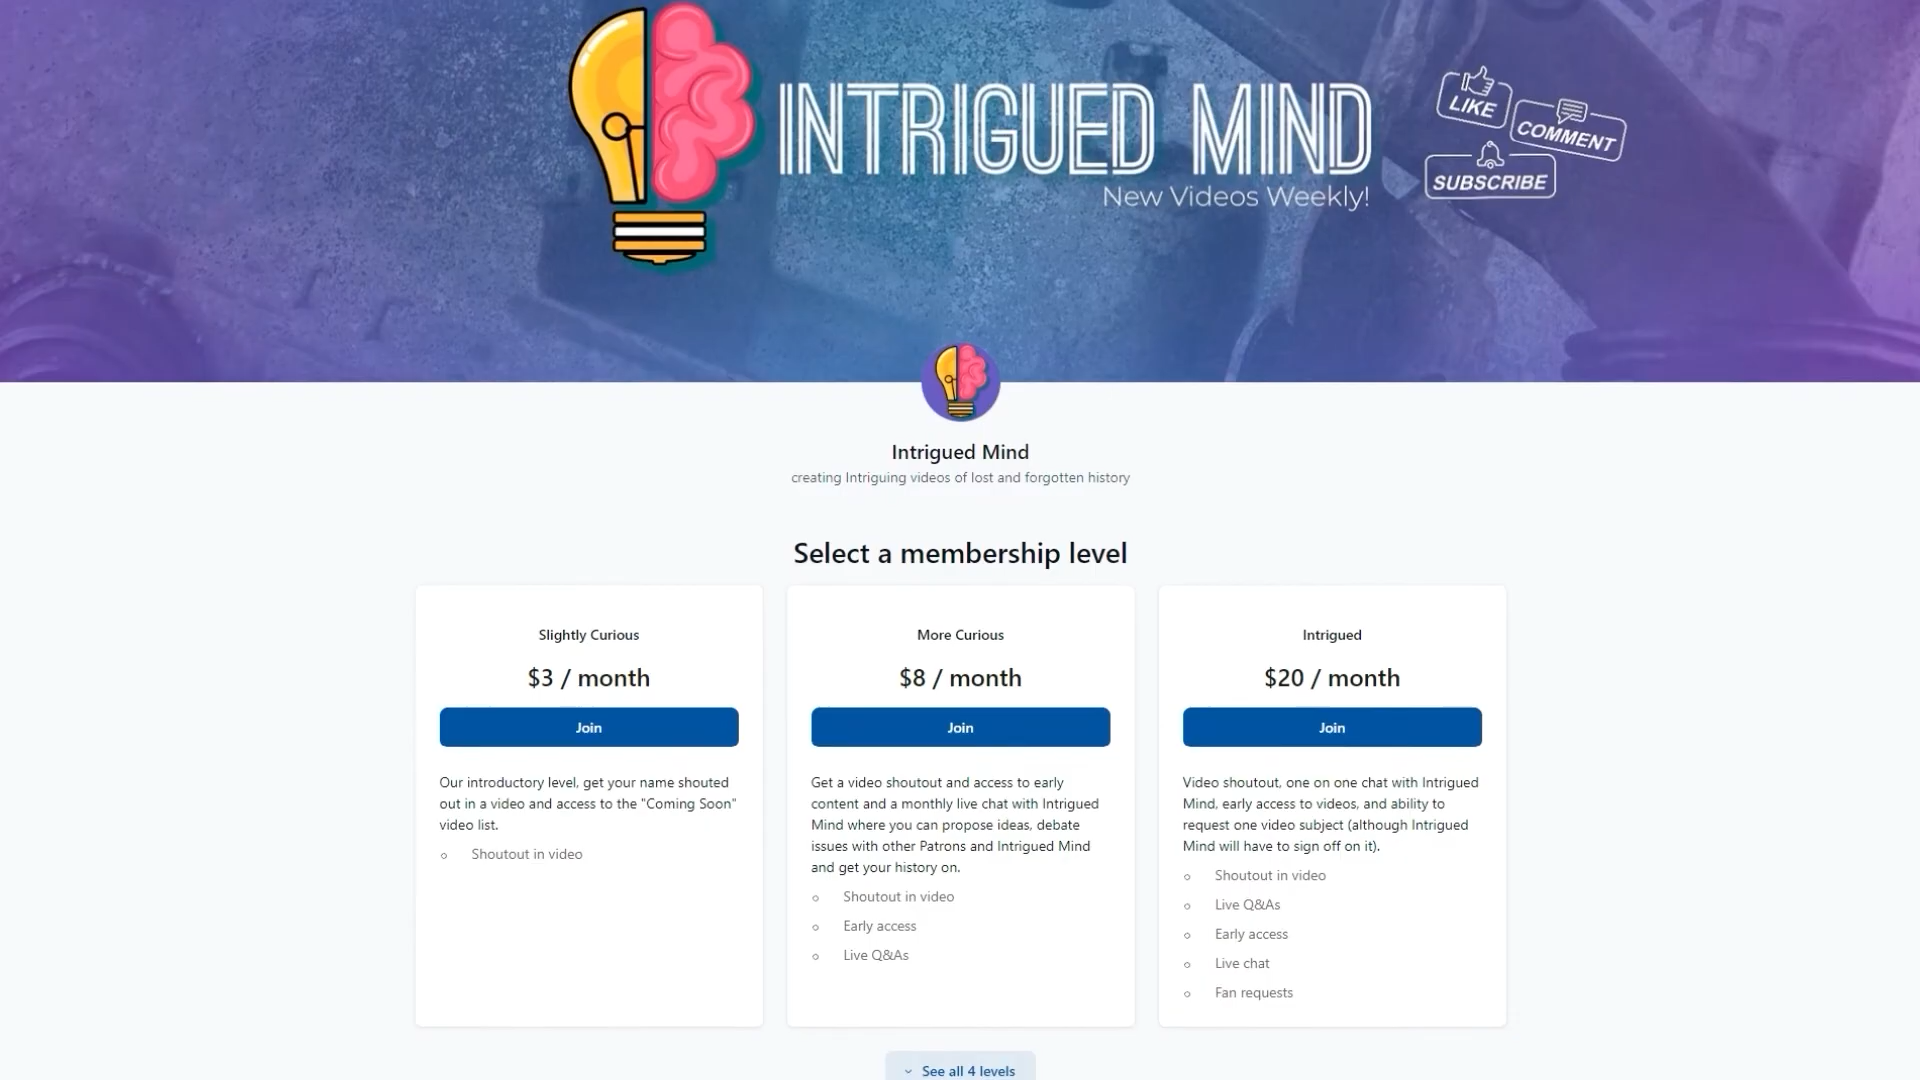 INTRIGUED MIND
New Videos Weekly!
LIKE
COMMENT
SUBSCRIBE
Intrigued Mind
creating Intriguing videos of lost and forgotten history
Select a membership level
Slightly Curious
$3 / month
Join
Our introductory level, get your name shouted
out in a video and access to the "Coming Soon"
video list.
Shoutout in video
More Curious
$8 / month
Join
Get a video shoutout and access to early
content and a monthly live chat with Intrigued
Mind where you can propose ideas, debate
issues with other Patrons and Intrigued Mind
and get your history on.
Shoutout in video
Early access
Live Q&As
Intrigued
$20 / month
Join
Video shoutout, one on one chat with Intrigued
Mind, early access to videos, and ability to
request one video subject (although Intrigued
Mind will have to sign off on it).
Shoutout in video
Live Q&As
Early access
Live chat
Fan requests
See all 4 levels